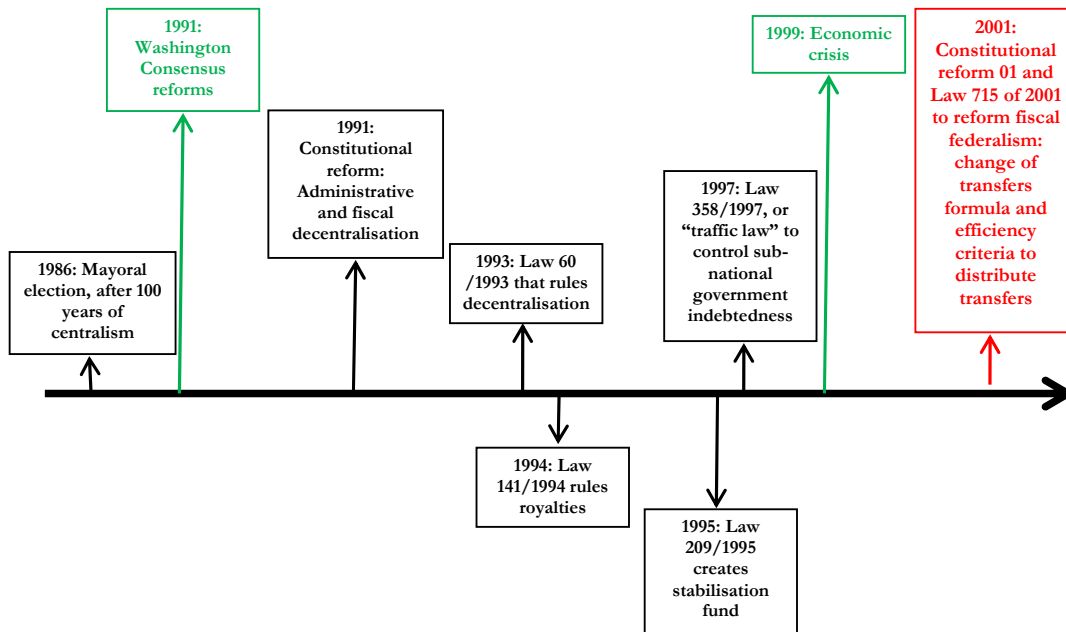 1986: Mayoral
election, after 100
years of
centralism
1991:
Washington
Consensus
reforms
1991:
Constitutional
reform:
Administrative
and fiscal
decentralisation
1993: Law 60
/1993 that rules
decentralisation
1994: Law
141/1994 rules
royalties
1995: Law
209/1995
creates
stabilisation
fund
1997: Law
358/1997, or
“traffic law” to
control sub-
national
government
indebtedness
1999: Economic
crisis
2001:
Constitutional
reform 01 and
Law 715 of 2001
to reform fiscal
federalism:
change of
transfers
formula and
efficiency
criteria to
distribute
transfers